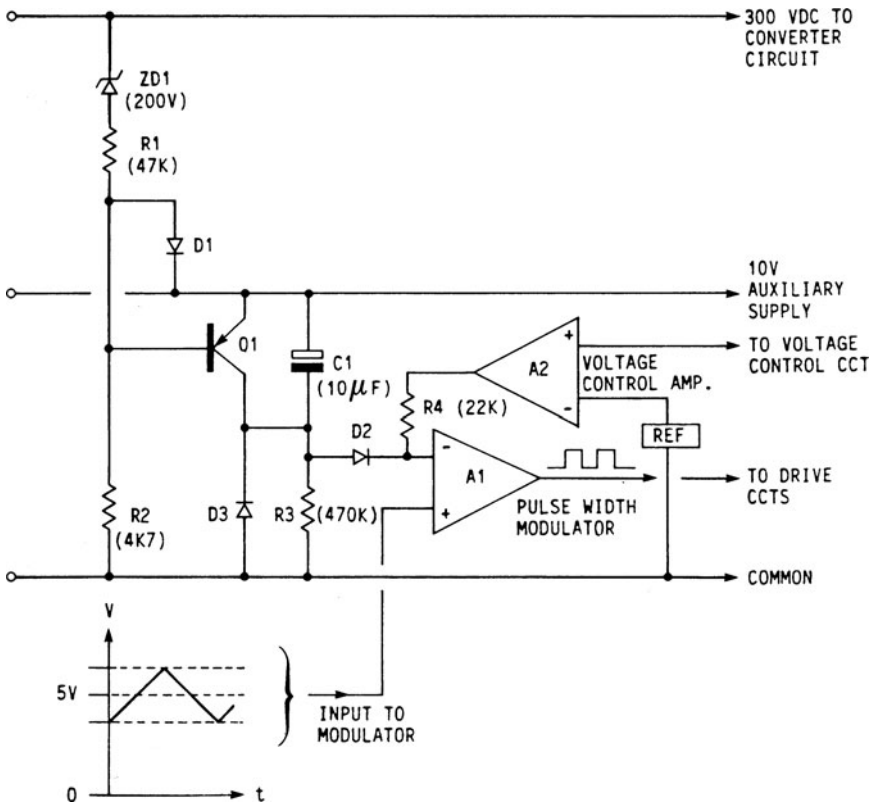 300 VDC TO
CONVERTER
CIRCUIT
ZD1
(200V)
R1
(47K)
D1
10V
AUXILIARY
SUPPLY
Q1
C1
(10μF)
A2
+
-
VOLTAGE
CONTROL AMP.
TO VOLTAGE
CONTROL CCT
R4 (22K)
REF
D2
-
A1
+
PULSE WIDTH
MODULATOR
TO DRIVE
CCTS
R2
(4K7)
D3
R3
(470K)
COMMON
V
5V
0
t
INPUT TO
MODULATOR